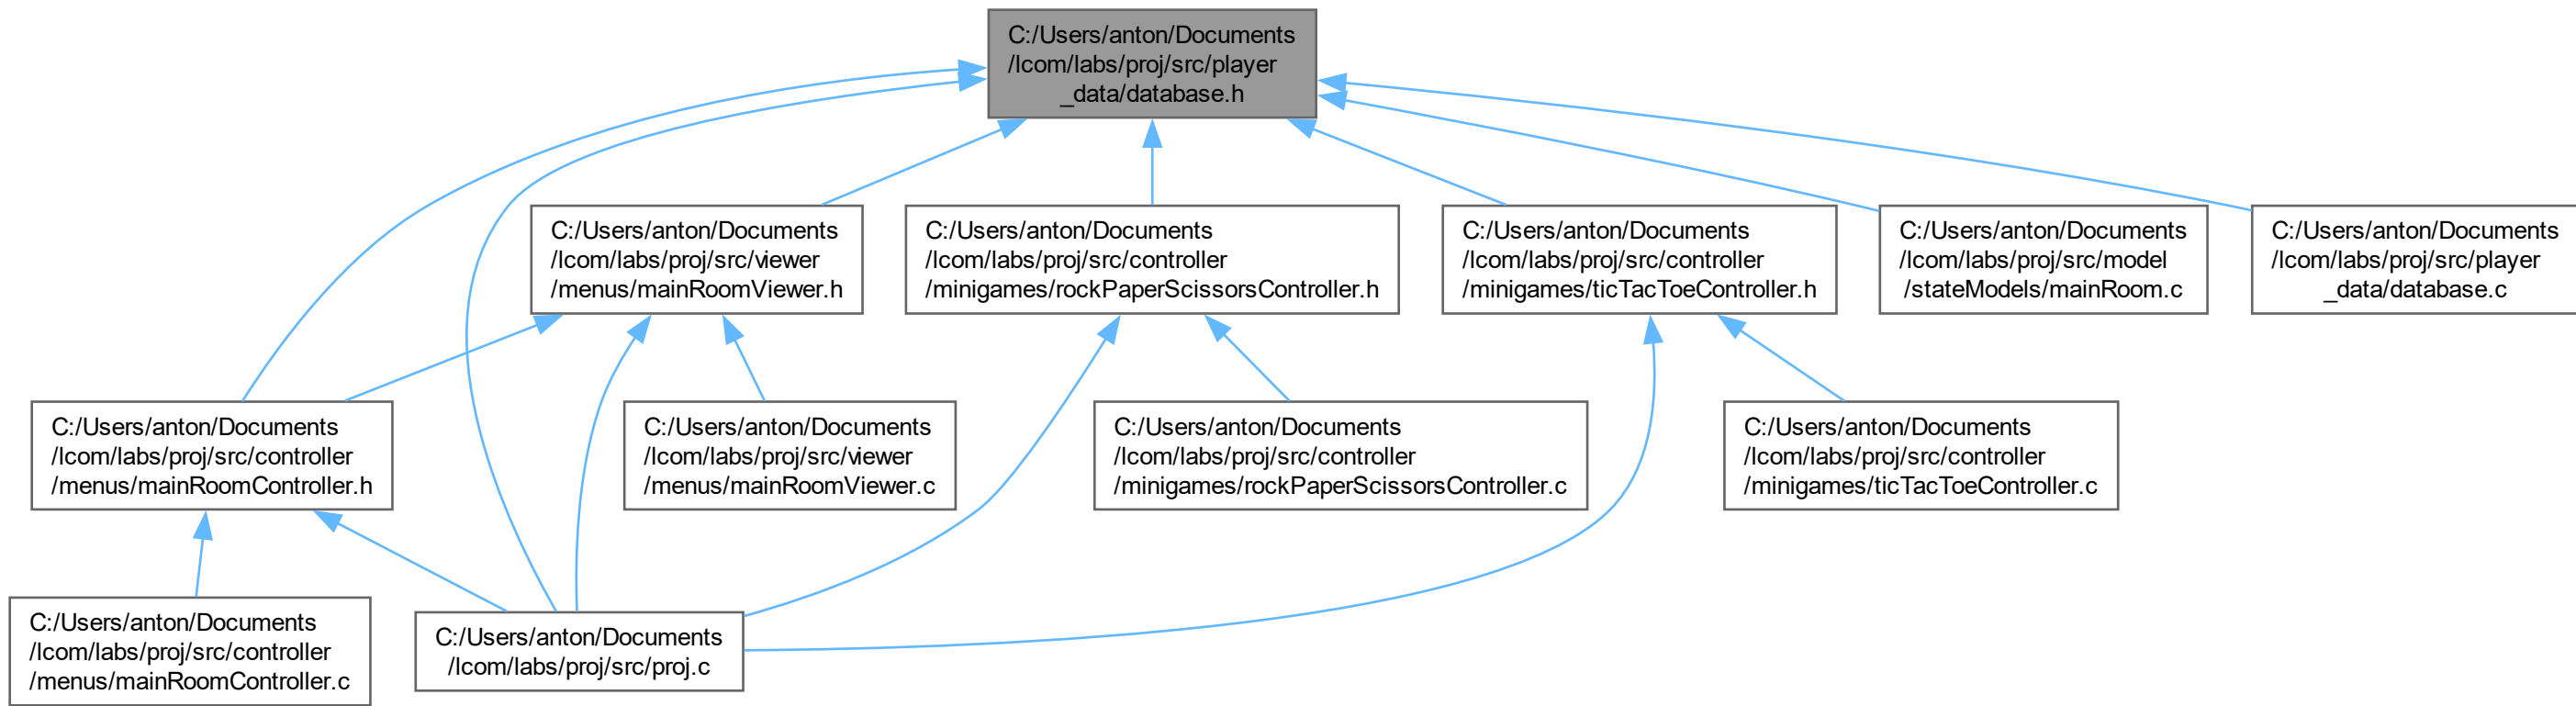 C:/Users/anton/Documents
/lcom/labs/proj/src/player
_data/database.h
C:/Users/anton/Documents
/lcom/labs/proj/src/viewer
/menus/mainRoomViewer.h
C:/Users/anton/Documents
/lcom/labs/proj/src/controller
/minigames/rockPaperScissorsController.h
C:/Users/anton/Documents
/lcom/labs/proj/src/controller
/minigames/ticTacToeController.h
C:/Users/anton/Documents
/lcom/labs/proj/src/model
/stateModels/mainRoom.c
C:/Users/anton/Documents
/lcom/labs/proj/src/player
_data/database.c
C:/Users/anton/Documents
/lcom/labs/proj/src/controller
/menus/mainRoomController.h
C:/Users/anton/Documents
/lcom/labs/proj/src/viewer
/menus/mainRoomViewer.c
C:/Users/anton/Documents
/lcom/labs/proj/src/controller
/minigames/rockPaperScissorsController.c
C:/Users/anton/Documents
/lcom/labs/proj/src/controller
/minigames/ticTacToeController.c
C:/Users/anton/Documents
/lcom/labs/proj/src/controller
/menus/mainRoomController.c
C:/Users/anton/Documents
/lcom/labs/proj/src/proj.c